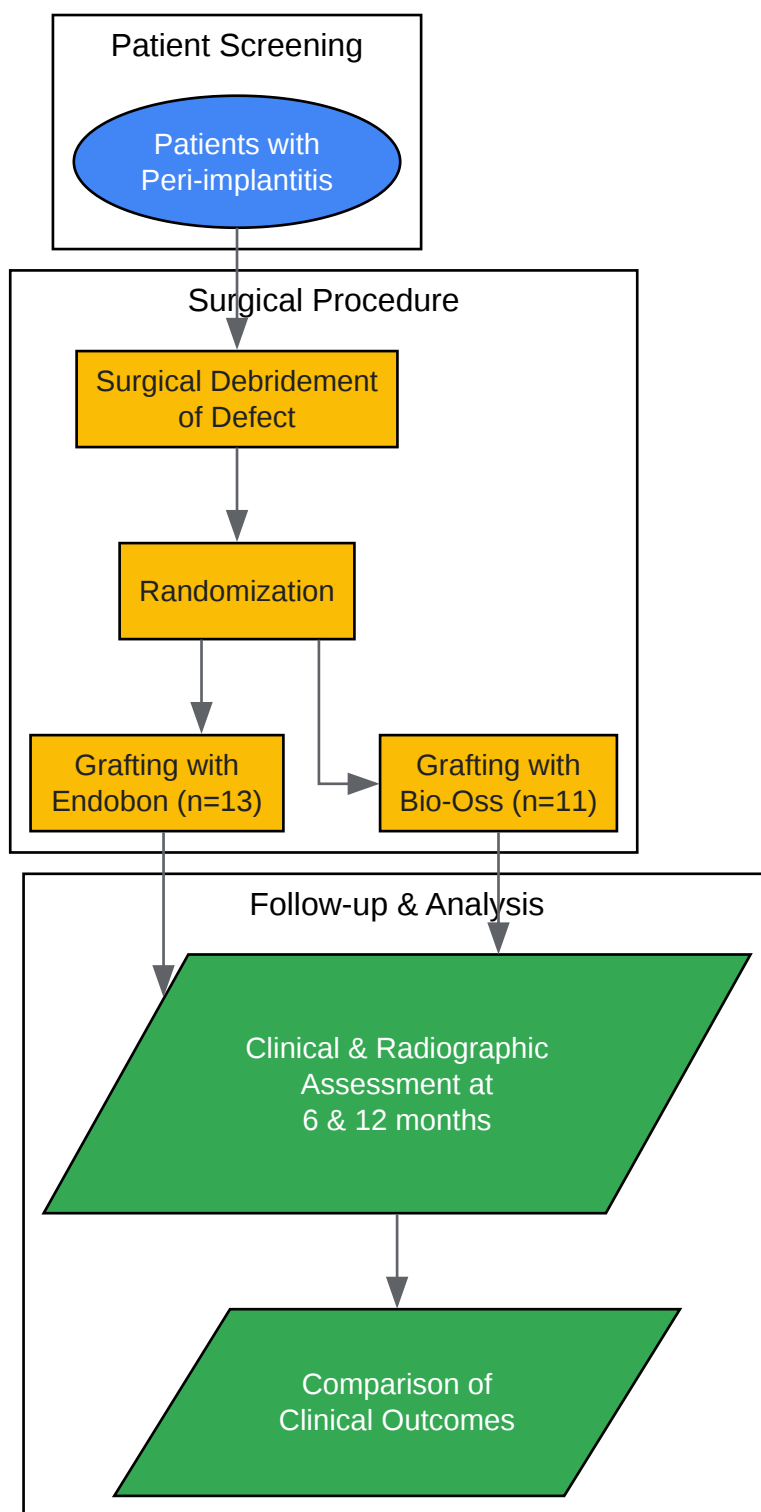 Patient Screening
Patients with
Peri-implantitis
Surgical Procedure
Surgical Debridement
of Defect
Randomization
Grafting with
Endobon (n=13)
Grafting with
Bio-Oss (n=11)
Follow-up & Analysis
Clinical & Radiographic
Assessment at
6 & 12 months
Comparison of
Clinical Outcomes